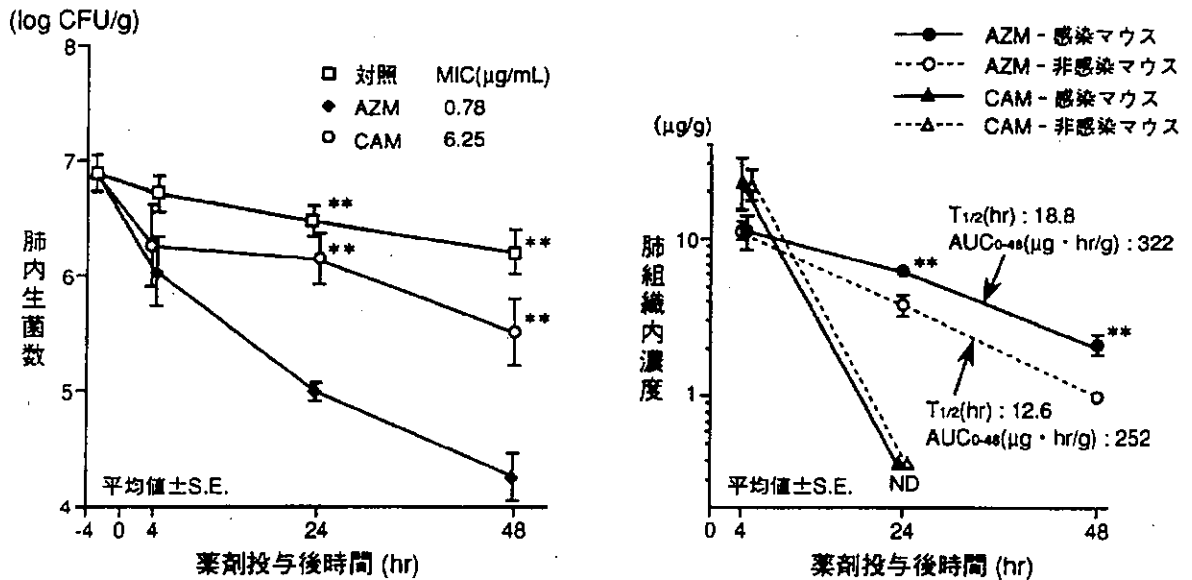 (log CFU/g)
8
7
6
5
4
肺内生菌数
対照 MIC(μg/mL)
AZM 0.78
CAM 6.25
**
**
**
**
平均値±S.E.
-4 0 4 24 48
薬剤投与後時間 (hr)
AZM - 感染マウス
AZM - 非感染マウス
CAM - 感染マウス
CAM - 非感染マウス
(μg/g)
10
1
肺組織内濃度
**
**
T1/2(hr) : 18.8
AUC0-48(μg・hr/g) : 322
T1/2(hr) : 12.6
AUC0-48(μg・hr/g) : 252
ND
平均値±S.E.
0 4 24 48
薬剤投与後時間 (hr)